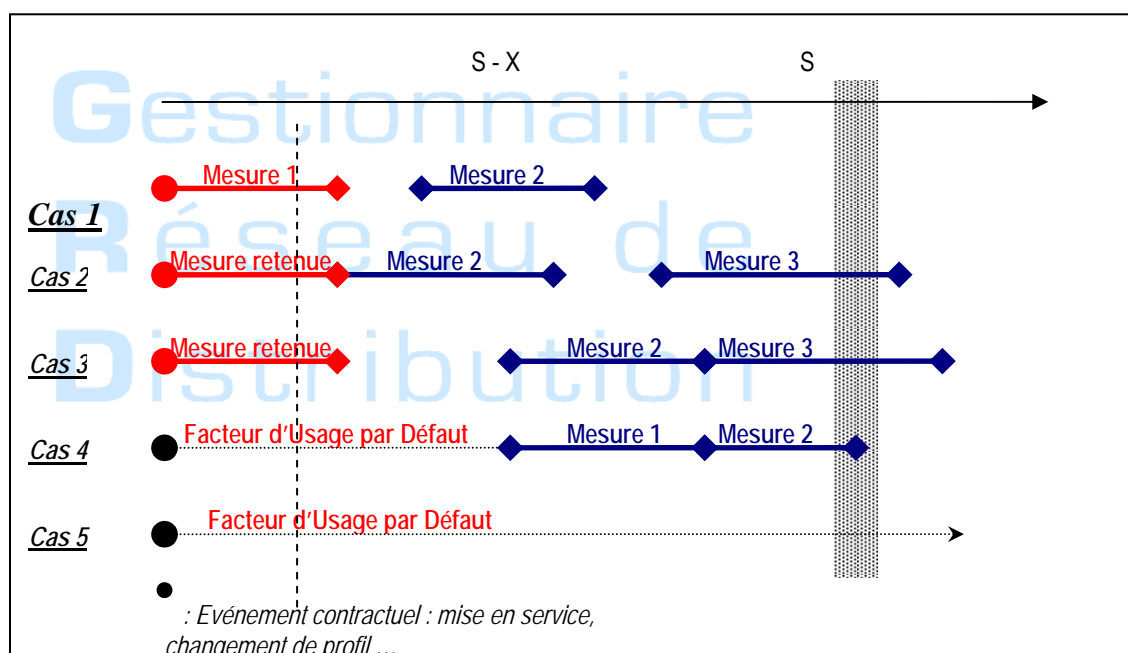 S - X S
Gestionnaire
Mesure 1 Mesure 2
Cas 1
Réseau de
Mesure retenue Mesure 2 Mesure 3
Cas 2
Mesure retenue Mesure 2 Mesure 3
Cas 3
Distribution
Facteur d'Usage par Défaut Mesure 1 Mesure 2
Cas 4
Facteur d'Usage par Défaut
Cas 5
: Evénement contractuel : mise en service,
changement de profil ...